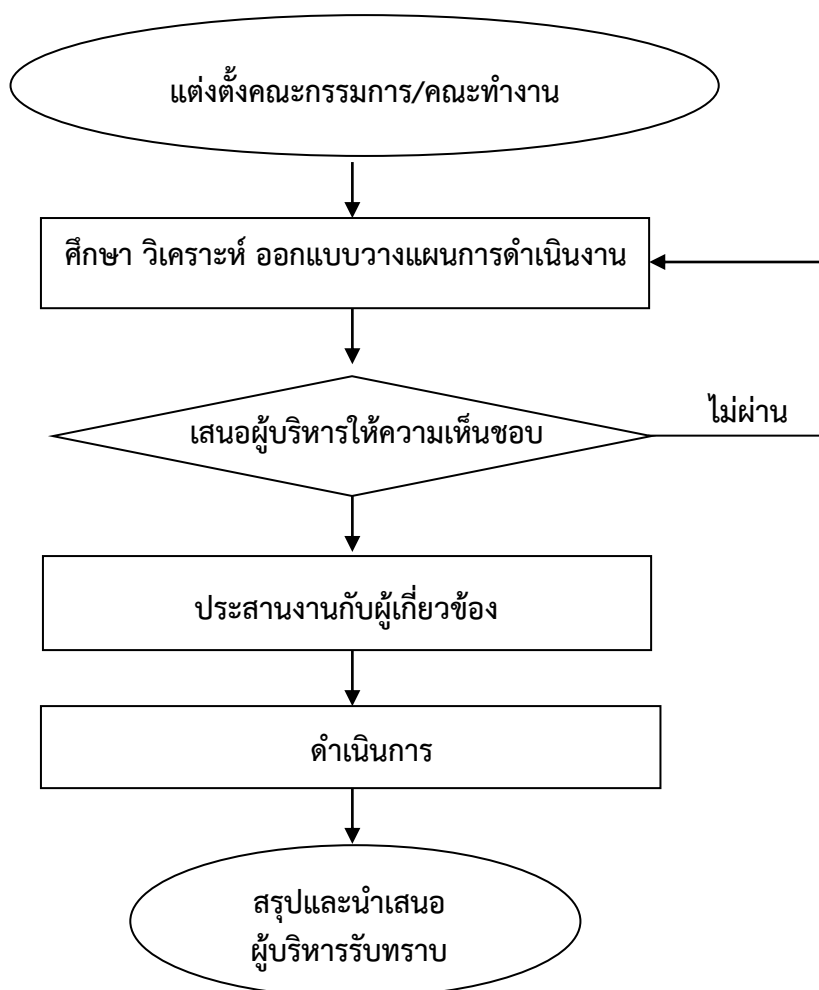 แต่งตั้งคณะกรรมการ/คณะทำงาน
ศึกษา วิเคราะห์ ออกแบบวางแผนการดำเนินงาน
ไม่ผ่าน
เสนอผู้บริหารให้ความเห็นชอบ
ประสานงานกับผู้เกี่ยวข้อง
ดำเนินการ
สรุปและนำเสนอ
ผู้บริหารรับทราบ